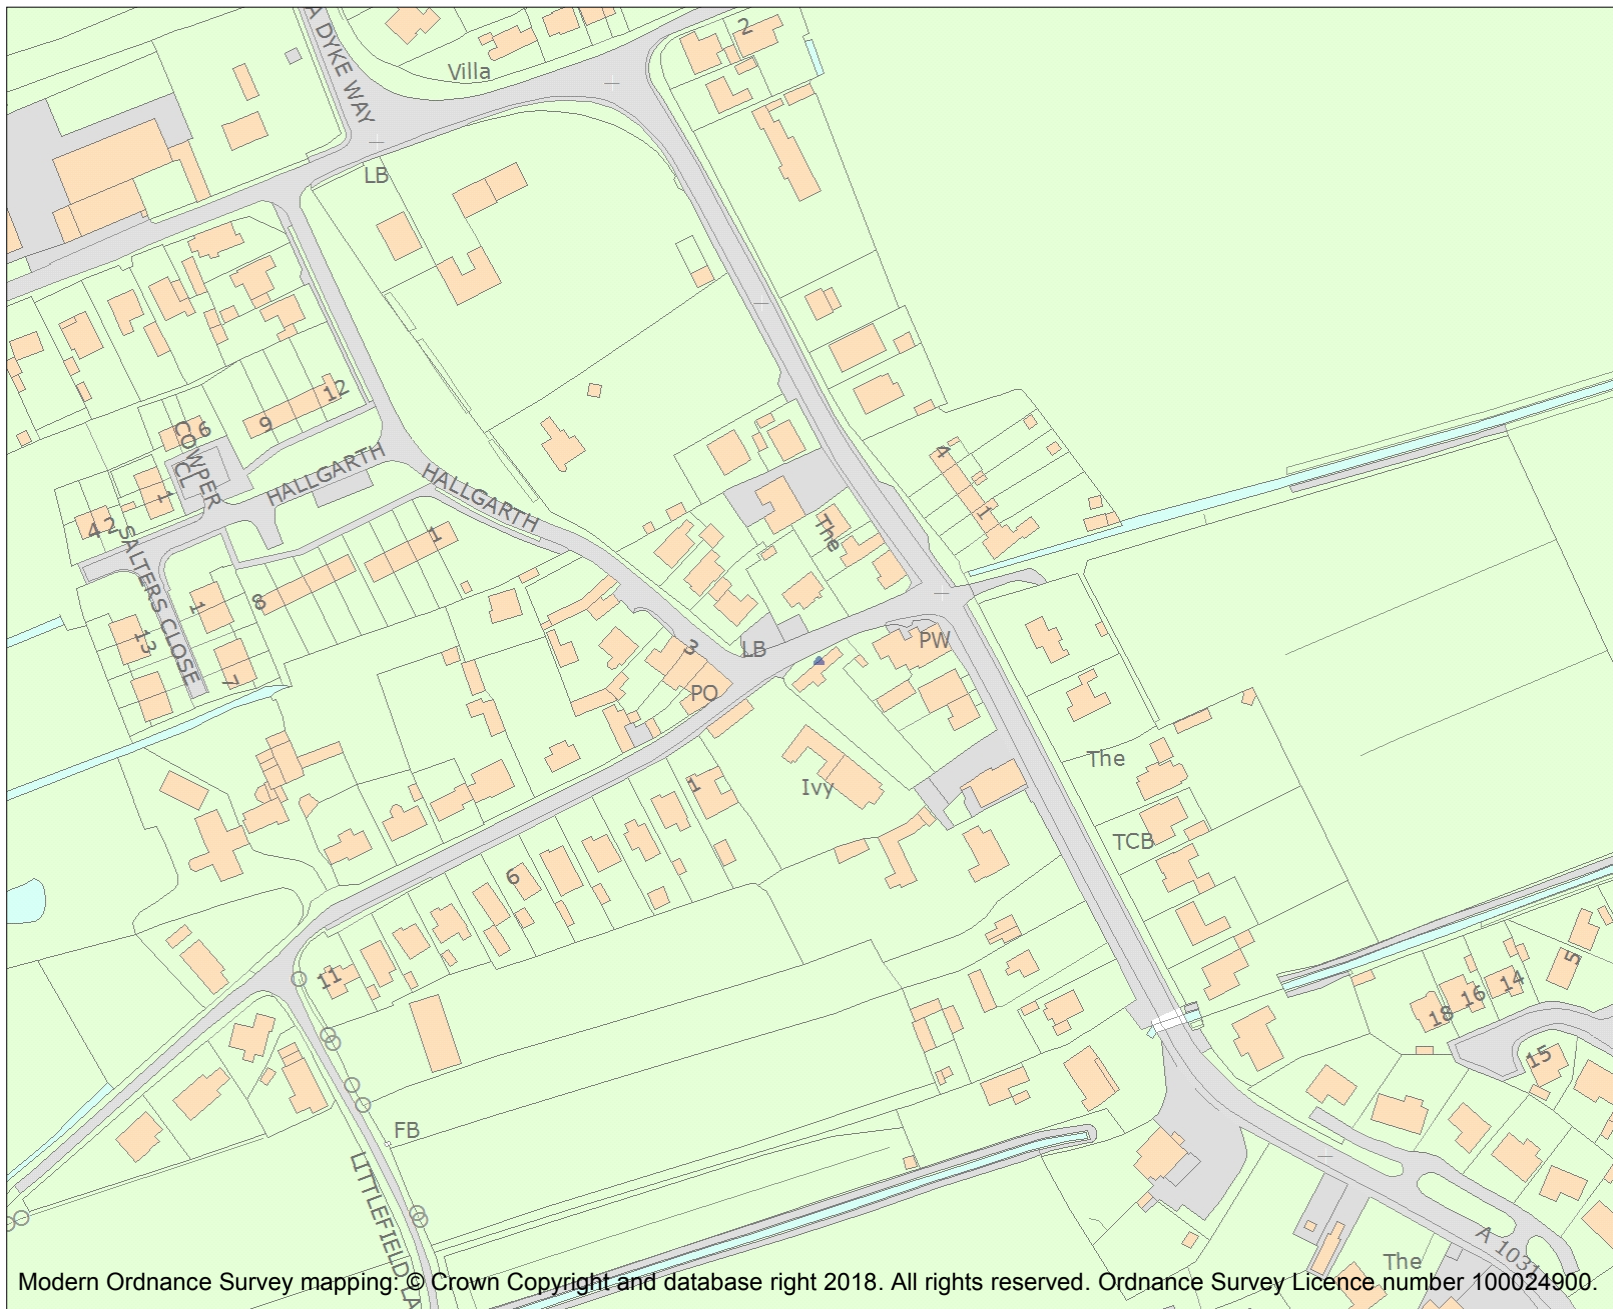 A DYKE WAY
2
Villa
LB
12
9
6
COWPER
CL
HALLGARTH
HALLGARTH
4
1
1
The
4 2
1
SALTERS CLOSE
1
8
13
7
3
LB
PW
PO
The
Ivy
1
TCB
6
11
5
14
16
18
15
FB
LITTLEFIELD LA
A 1031
The
Modern Ordnance Survey mapping: © Crown Copyright and database right 2018. All rights reserved. Ordnance Survey Licence number 100024900.